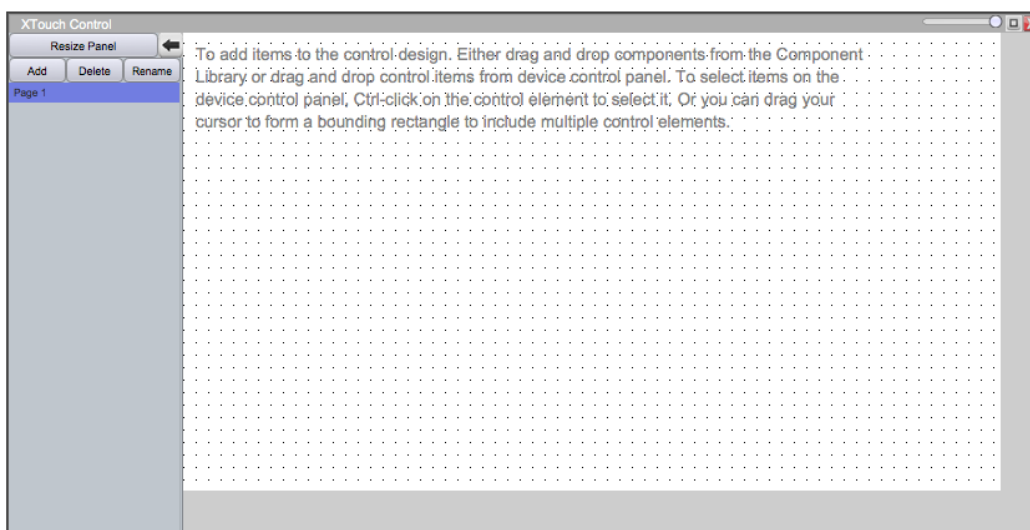 XTouch Control
Resize Panel
Add Delete Rename
Page 1
To add items to the control design. Either drag and drop components from the Component
Library or drag and drop control items from device control panel. To select items on the
device control panel, Ctrl-click on the control element to select it, Or you can drag your
cursor to form a bounding rectangle to include multiple control elements.